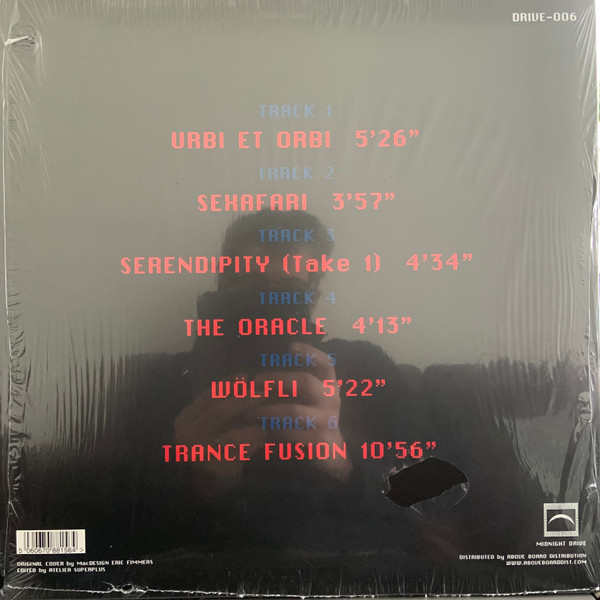 DRIVE-006
TRACK 1
URBI ET ORBI 5'26"
TRACK 2
SEXAFARI 3'57"
TRACK 3
SERENDIPITY (Take 1) 4'34"
TRACK 4
THE ORACLE 4'13"
TRACK 5
WÖLFLI 5'22"
TRACK 6
TRANCE FUSION 10'56"
5 060670 881564 >
ORIGINAL COVER by MacDESIGN ERIC FIMMERS
EDITED by ATELIER SUPERPLUS
MIDNIGHT DRIVE
DISTRIBUTED by ABOVE BOARD DISTRIBUTION
WWW.ABOVEBOARDDIST.COM